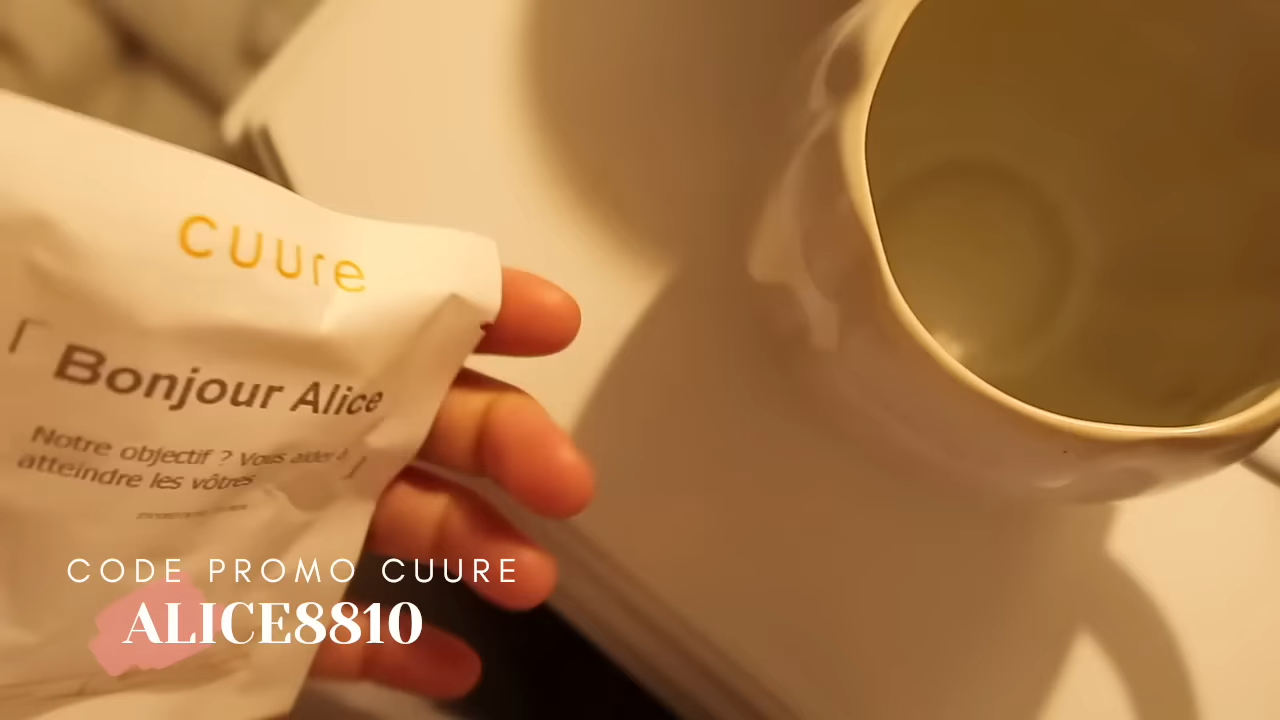 cuure
Bonjour Alice
Notre objectif ? Vous aider à
atteindre les vôtres
CODE PROMO CUURE
ALICE8810